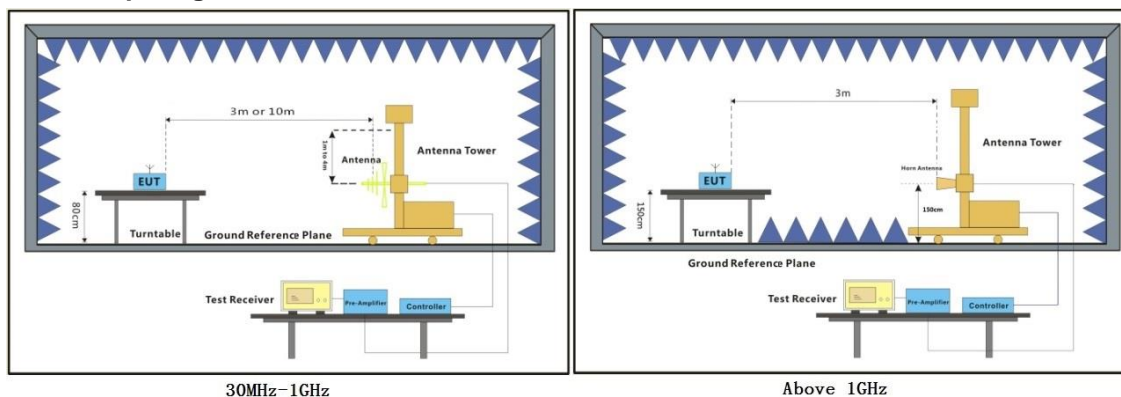 3m or 10m
1m to 4m
Antenna
Antenna Tower
EUT
80cm
Turntable
Ground Reference Plane
Test Receiver
Pre-Amplifier
Controller
30MHz-1GHz
3m
Antenna Tower
Horn Antenna
EUT
150cm
150cm
Turntable
Ground Reference Plane
Test Receiver
Pre-Amplifier
Controller
Above 1GHz